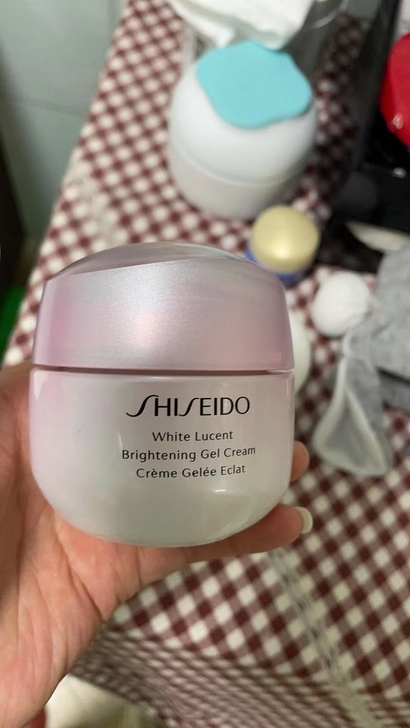 SHISEIDO
White Lucent
Brightening Gel Cream
Crème Gelée Eclat